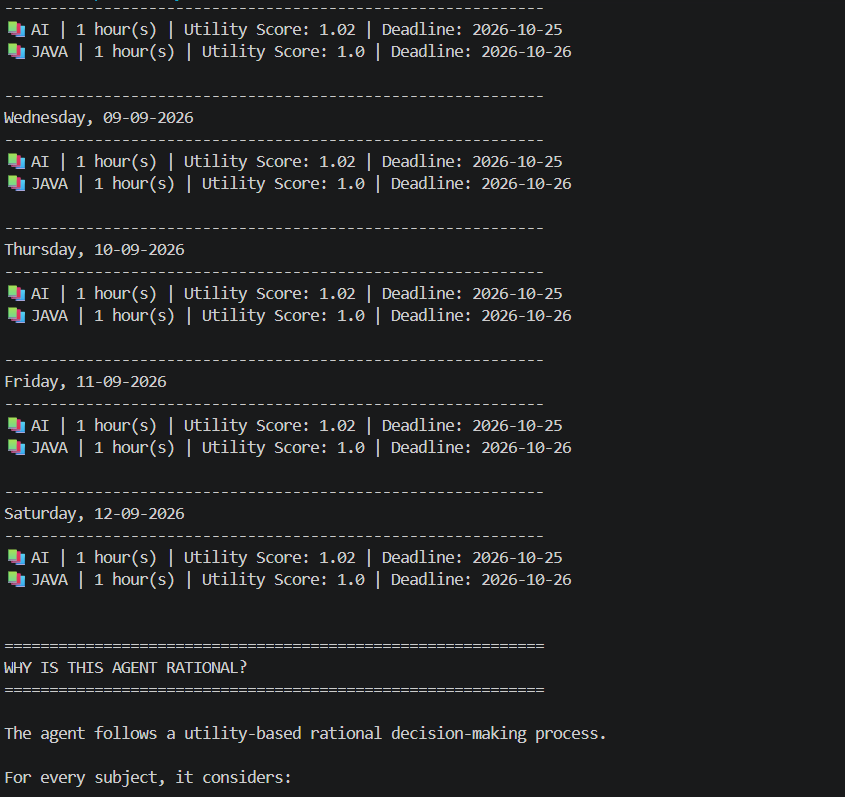 ------------------------------------------------------------
📚 AI | 1 hour(s) | Utility Score: 1.02 | Deadline: 2026-10-25
📚 JAVA | 1 hour(s) | Utility Score: 1.0 | Deadline: 2026-10-26
------------------------------------------------------------
Wednesday, 09-09-2026
------------------------------------------------------------
📚 AI | 1 hour(s) | Utility Score: 1.02 | Deadline: 2026-10-25
📚 JAVA | 1 hour(s) | Utility Score: 1.0 | Deadline: 2026-10-26
------------------------------------------------------------
Thursday, 10-09-2026
------------------------------------------------------------
📚 AI | 1 hour(s) | Utility Score: 1.02 | Deadline: 2026-10-25
📚 JAVA | 1 hour(s) | Utility Score: 1.0 | Deadline: 2026-10-26
------------------------------------------------------------
Friday, 11-09-2026
------------------------------------------------------------
📚 AI | 1 hour(s) | Utility Score: 1.02 | Deadline: 2026-10-25
📚 JAVA | 1 hour(s) | Utility Score: 1.0 | Deadline: 2026-10-26
------------------------------------------------------------
Saturday, 12-09-2026
------------------------------------------------------------
📚 AI | 1 hour(s) | Utility Score: 1.02 | Deadline: 2026-10-25
📚 JAVA | 1 hour(s) | Utility Score: 1.0 | Deadline: 2026-10-26
============================================================
WHY IS THIS AGENT RATIONAL?
============================================================
The agent follows a utility-based rational decision-making process.
For every subject, it considers: